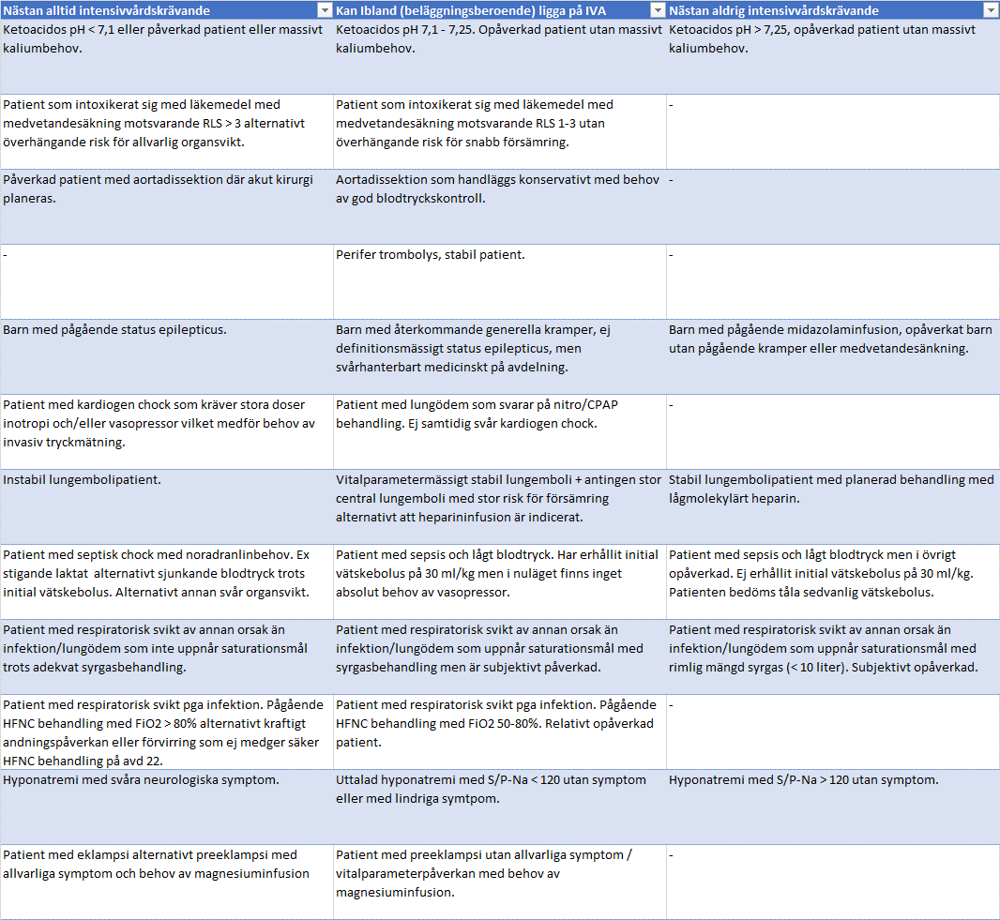 Nästan alltid intensivvårdskrävande
Kan Ibland (beläggningsberoende) ligga på IVA
Nästan aldrig intensivvårdskrävande
Ketoacidos pH < 7,1 eller påverkad patient eller massivt
kaliumbehov.
Ketoacidos pH 7,1 - 7,25. Opåverkad patient utan massivt
kaliumbehov.
Ketoacidos pH > 7,25, opåverkad patient utan massivt
kaliumbehov.
Patient som intoxikerat sig med läkemedel med
medvetandesäkning motsvarande RLS > 3 alternativt
överhängande risk för allvarlig organsvikt.
Patient som intoxikerat sig med läkemedel med
medvetandesäkning motsvarande RLS 1-3 utan
överhängande risk för snabb försämring.
-
Påverkad patient med aortadissektion där akut kirurgi
planeras.
Aortadissektion som handläggs konservativt med behov
av god blodtryckskontroll.
-
-
Perifer trombolys, stabil patient.
-
Barn med pågående status epilepticus.
Barn med återkommande generella kramper, ej
definitionsmässigt status epilepticus, men
svårhanterbart medicinskt på avdelning.
Barn med pågående midazolaminfusion, opåverkat barn
utan pågående kramper eller medvetandesänkning.
Patient med kardiogen chock som kräver stora doser
inotropi och/eller vasopressor vilket medför behov av
invasiv tryckmätning.
Patient med lungödem som svarar på nitro/CPAP
behandling. Ej samtidig svår kardiogen chock.
-
Instabil lungembolipatient.
Vitalparametermässigt stabil lungemboli + antingen stor
central lungemboli med stor risk för försämring
alternativt att heparininfusion är indicerat.
Stabil lungembolipatient med planerad behandling med
lågmolekylärt heparin.
Patient med septisk chock med noradranlinbehov. Ex
stigande laktat  alternativt sjunkande blodtryck trots
initial vätskebolus. Alternativt annan svår organsvikt.
Patient med sepsis och lågt blodtryck. Har erhållit initial
vätskebolus på 30 ml/kg men i nuläget finns inget
absolut behov av vasopressor.
Patient med sepsis och lågt blodtryck men i övrigt
opåverkad. Ej erhållit initial vätskebolus på 30 ml/kg.
Patienten bedöms tåla sedvanlig vätskebolus.
Patient med respiratorisk svikt av annan orsak än
infektion/lungödem som inte uppnår saturationsmål
trots adekvat syrgasbehandling.
Patient med respiratorisk svikt av annan orsak än
infektion/lungödem som uppnår saturationsmål med
syrgasbehandling men är subjektivt påverkad.
Patient med respiratorisk svikt av annan orsak än
infektion/lungödem som uppnår saturationsmål med
rimlig mängd syrgas (< 10 liter). Subjektivt opåverkad.
Patient med respiratorisk svikt pga infektion. Pågående
HFNC behandling med FiO2 > 80% alternativt kraftigt
andningspåverkan eller förvirring som ej medger säker
HFNC behandling på avd 22.
Patient med respiratorisk svikt pga infektion. Pågående
HFNC behandling med FiO2 50-80%. Relativt opåverkad
patient.
-
Hyponatremi med svåra neurologiska symptom.
Uttalad hyponatremi med S/P-Na < 120 utan symptom
eller med lindriga symtpom.
Hyponatremi med S/P-Na > 120 utan symptom.
Patient med eklampsi alternativt preeklampsi med
allvarliga symptom och behov av magnesiuminfusion
Patient med preeklampsi utan allvarliga symptom /
vitalparameterpåverkan med behov av
magnesiuminfusion.
-